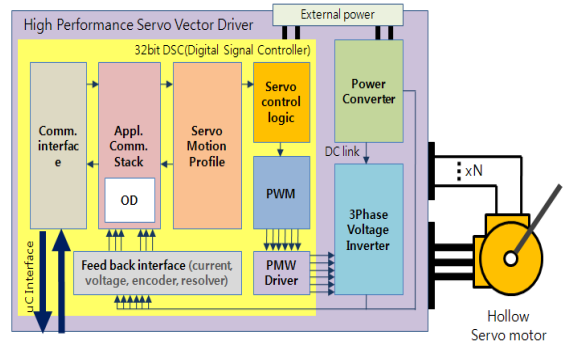 External power
High Performance Servo Vector Driver
32bit DSC(Digital Signal Controller)
Comm.
interfac
e
Appl.
Comm.
Stack
OD
Servo
Motion
Profile
Servo
control
logic
Power
Converter
DC link
PWM
3Phase
Voltage
Inverter
xN
Feed back interface (current,
voltage, encoder, resolver)
PMW
Driver
uC Interface
Hollow
Servo motor